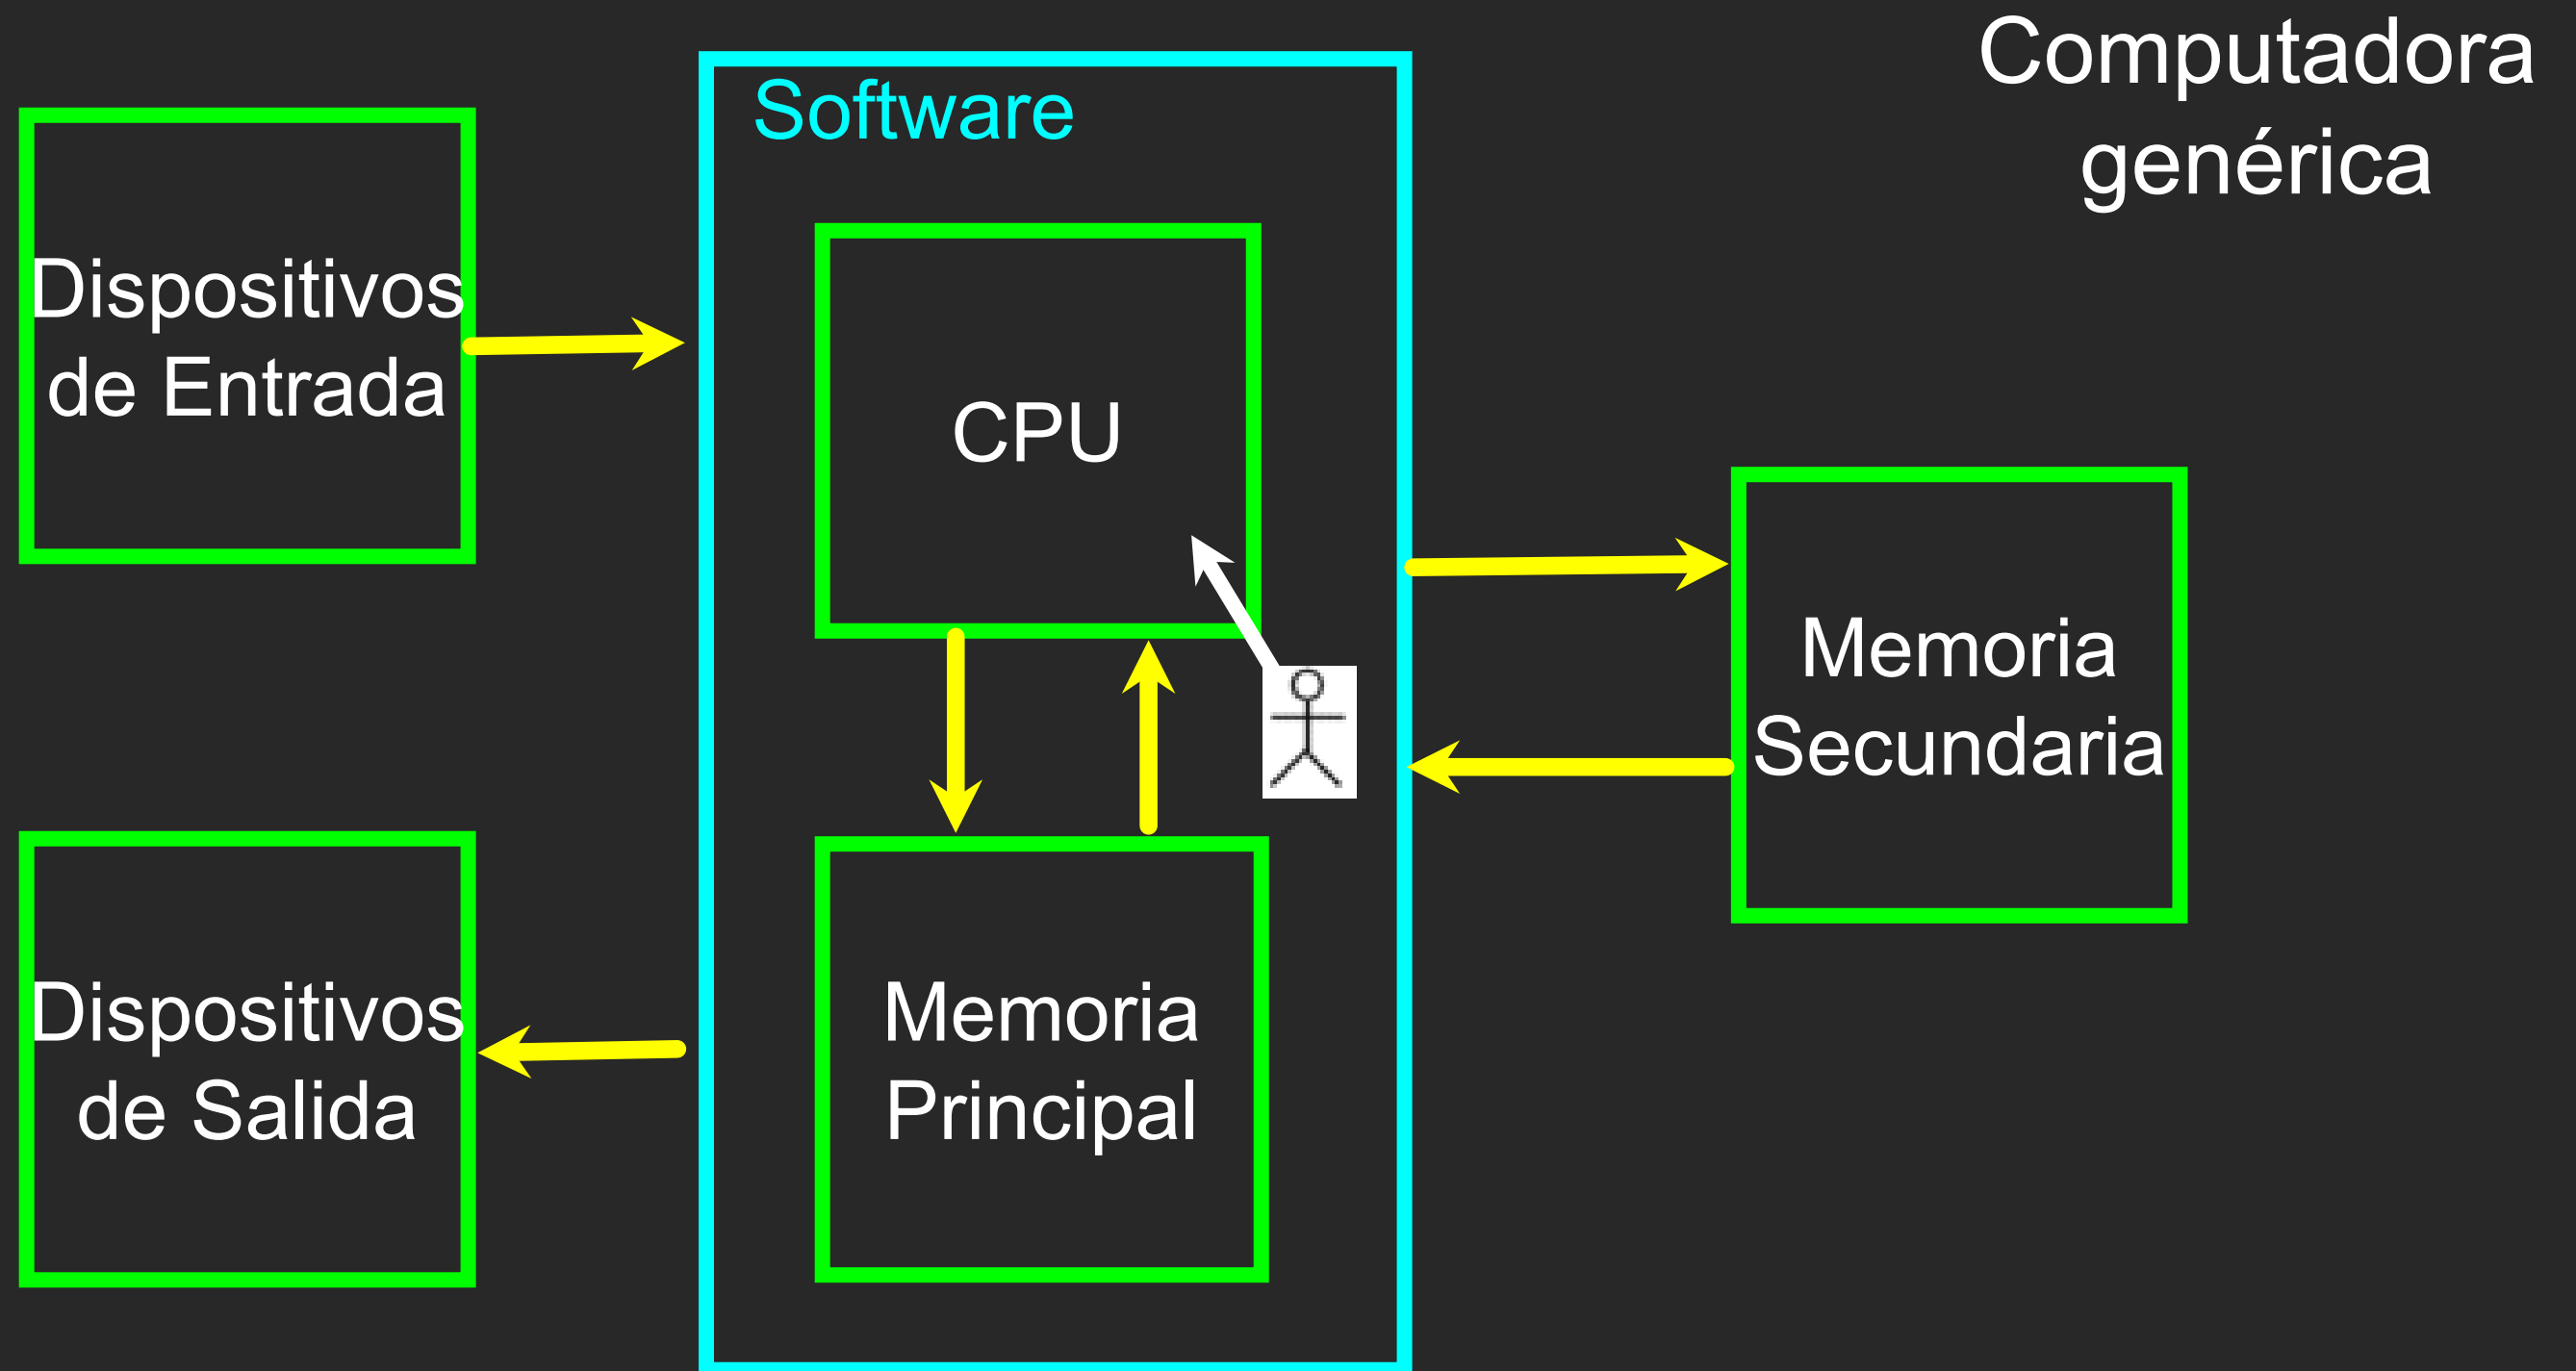 Computadora
genérica
Software
Dispositivos
de Entrada
CPU
Memoria
Secundaria
Dispositivos
de Salida
Memoria
Principal